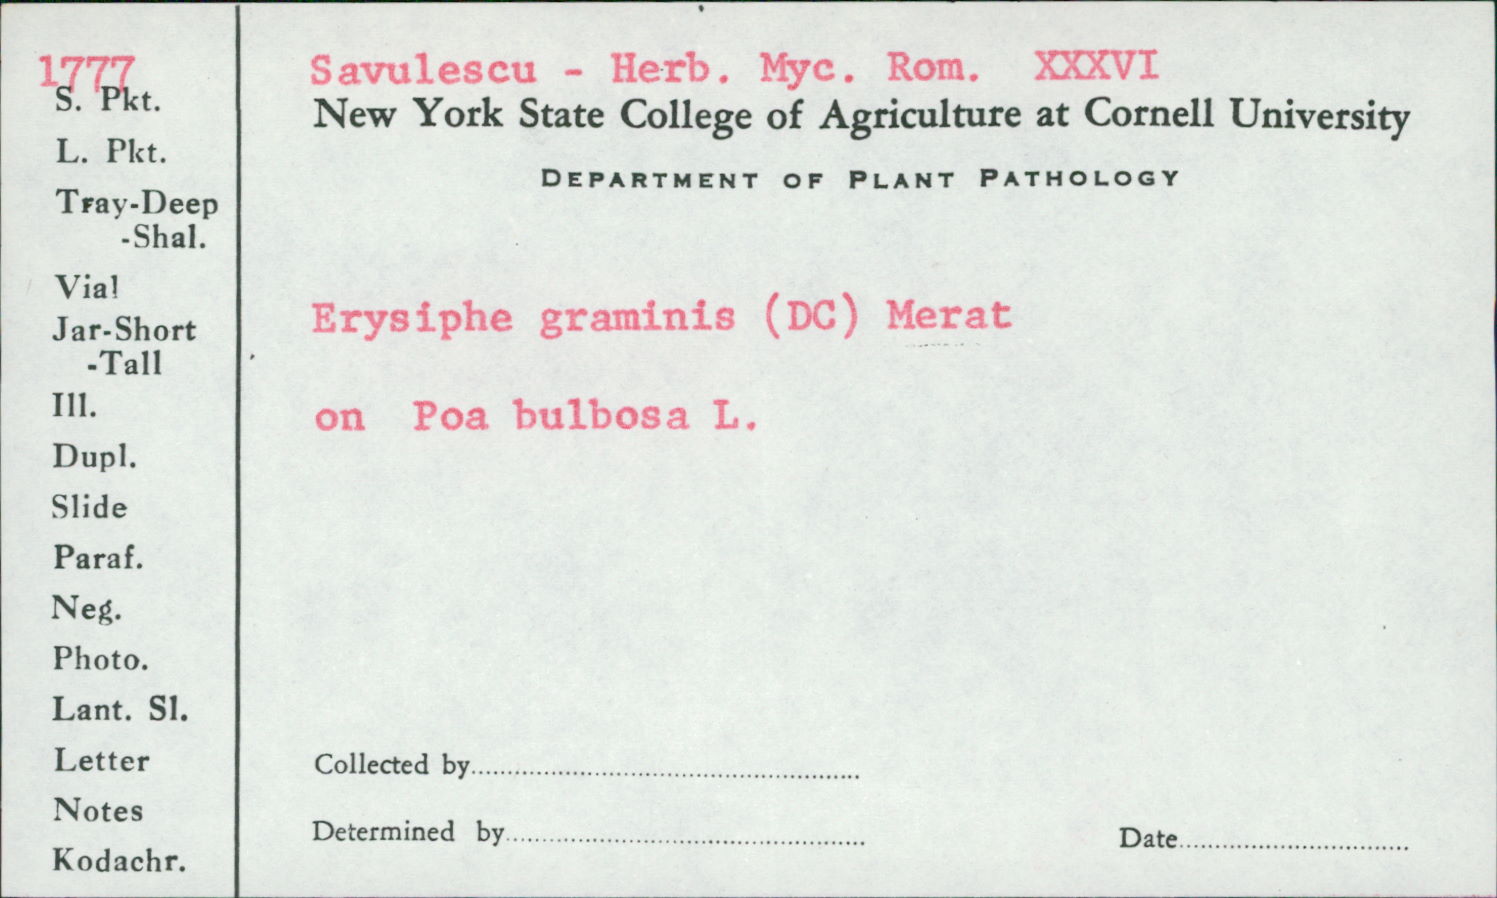 1777
S. Pkt.
L. Pkt.
Tray-Deep
-Shal.
Vial
Jar-Short
-Tall
Ill.
Dupl.
Slide
Paraf.
Neg.
Photo.
Lant. Sl.
Letter
Notes
Kodachr.
Savulescu - Herb. Myc. Rom. XXXVI
New York State College of Agriculture at Cornell University
DEPARTMENT OF PLANT PATHOLOGY
Erysiphe graminis (DC) Merat
on Poa bulbosa L.
Collected by
Determined by
Date